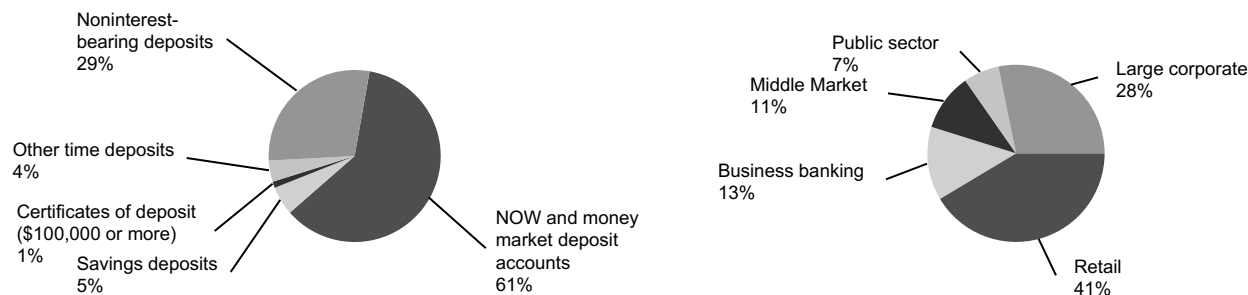 Noninterest-
bearing deposits
29%
Other time deposits
4%
Certificates of deposit
($100,000 or more)
1%
Savings deposits
5%
NOW and money
market deposit
accounts
61%
Public sector
7%
Middle Market
11%
Business banking
13%
Large corporate
28%
Retail
41%